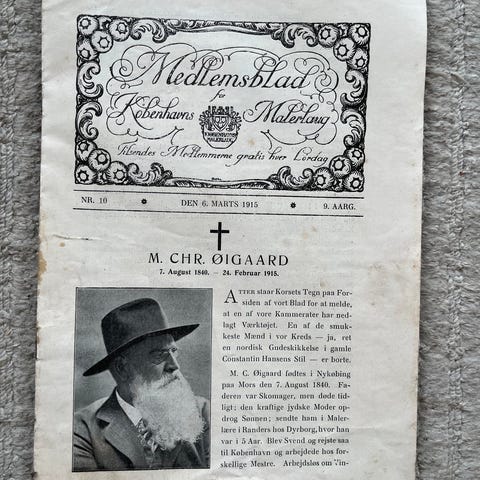 Medlemsblad
for
Københavns Malerlaug
Tilsendes Medlemmerne gratis hver Lørdag
NR. 10 * DEN 6. MARTS 1915 * 9. AARG.
M. CHR. ØIGAARD
7. August 1840. — 24. Februar 1915.
ATTER staar Korsets Tegn paa For-
siden af vort Blad for at melde,
at en af vore Kammerater har ned-
lagt Værktøjet. En af de smuk-
keste Mænd i vor Kreds — ja, ret
en nordisk Gudeskikkelse i gamle
Constantin Hansens Stil — er borte.
M. C. Øigaard fødtes i Nykøbing
paa Mors den 7. August 1840. Fa-
deren var Skomager, men døde tid-
ligt; den kraftige jydske Moder op-
drog Sønnen; sendte ham i Maler-
lære i Randers hos Dyrborg, hvor han
var i 5 Aar. Blev Svend og rejste saa
til København og arbejdede hos for-
skellige Mestre. Arbejdsløs om Vin-